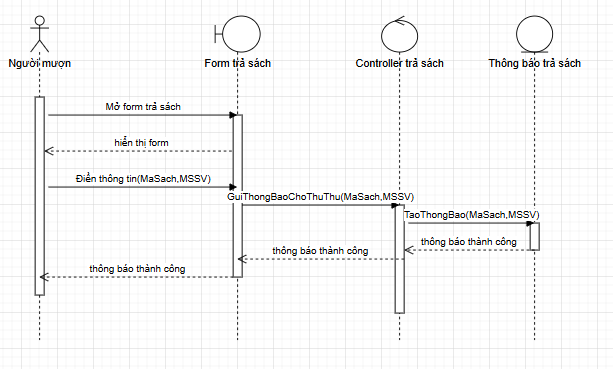 Người mượn
Form trả sách
Controller trả sách
Thông báo trả sách
Mở form trả sách
hiển thị form
Điền thông tin(MaSach,MSSV)
GuiThongBaoChoThuThu(MaSach,MSSV)
TaoThongBao(MaSach,MSSV)
thông báo thành công
thông báo thành công
thông báo thành công